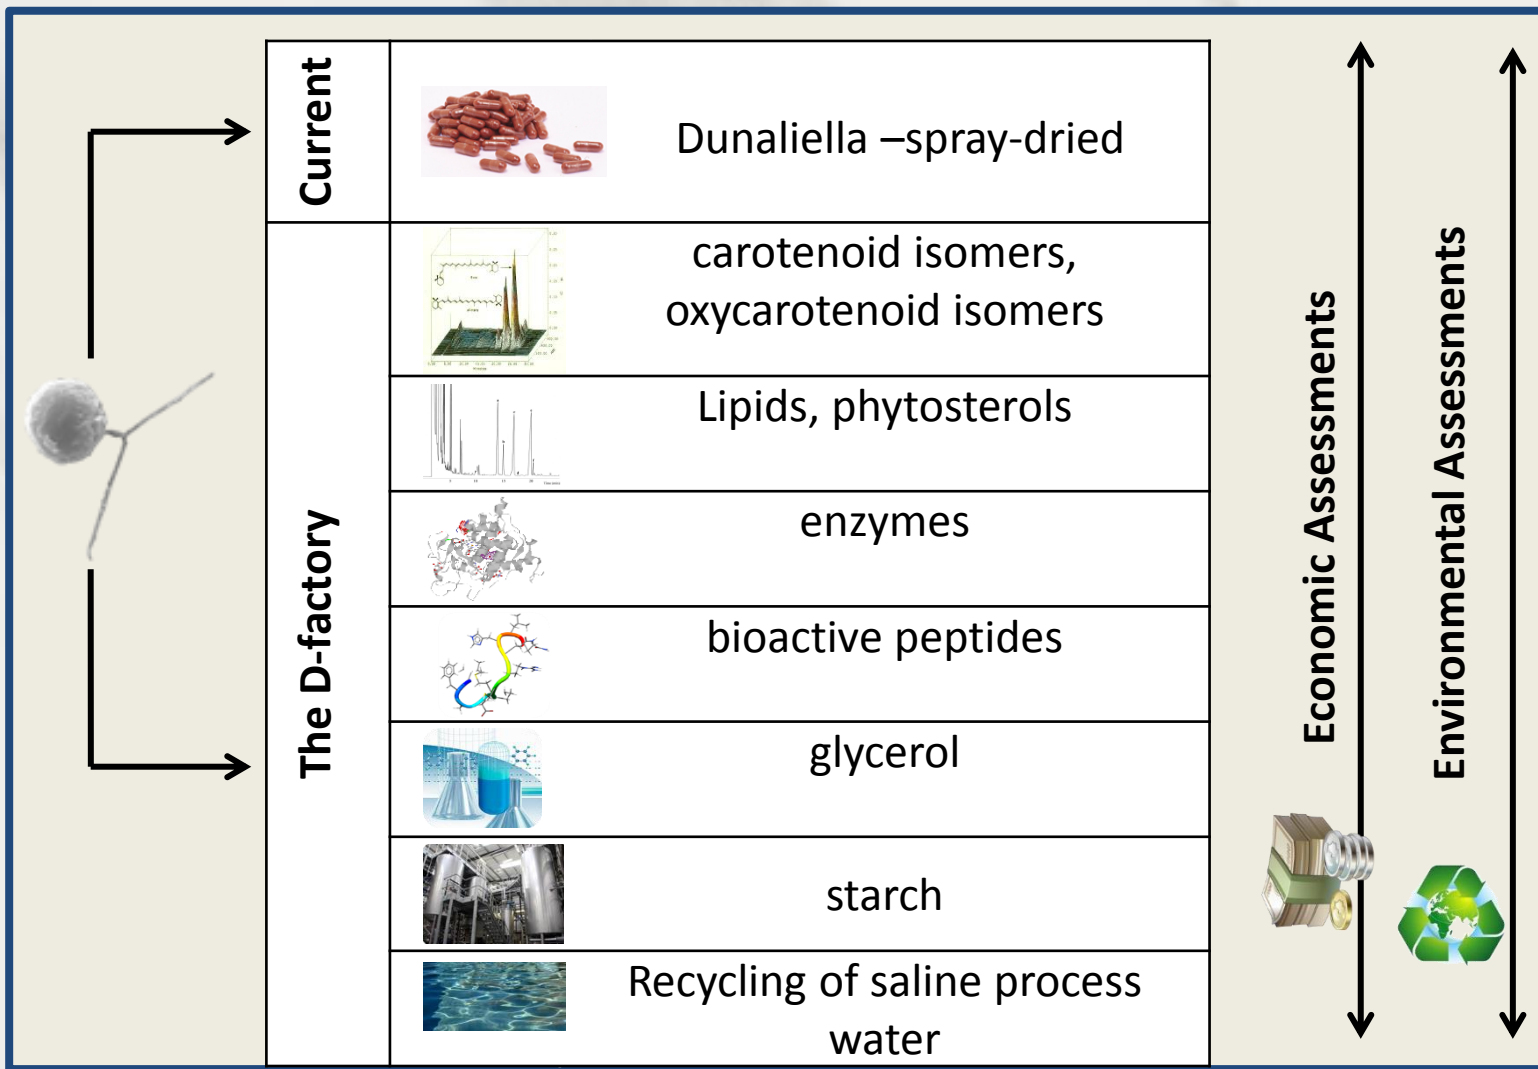 Current
Dunaliella –spray-dried
The D-factory
carotenoid isomers,
oxycarotenoid isomers
Lipids, phytosterols
enzymes
bioactive peptides
glycerol
starch
Recycling of saline process
water
Economic Assessments
Environmental Assessments